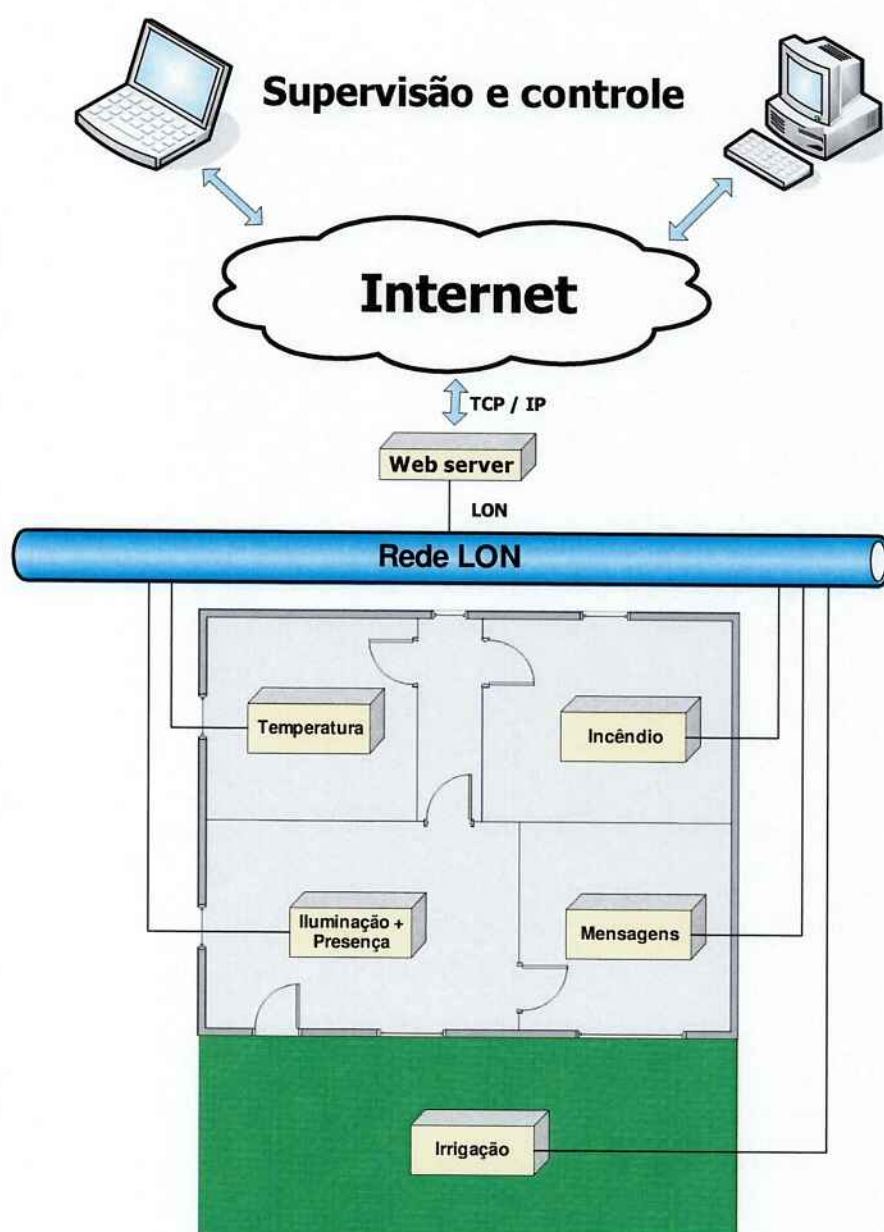 Supervisão e controle
Internet
TCP / IP
Web server
LON
Rede LON
Temperatura
Incêndio
Iluminação +
Presença
Mensagens
Irrigação